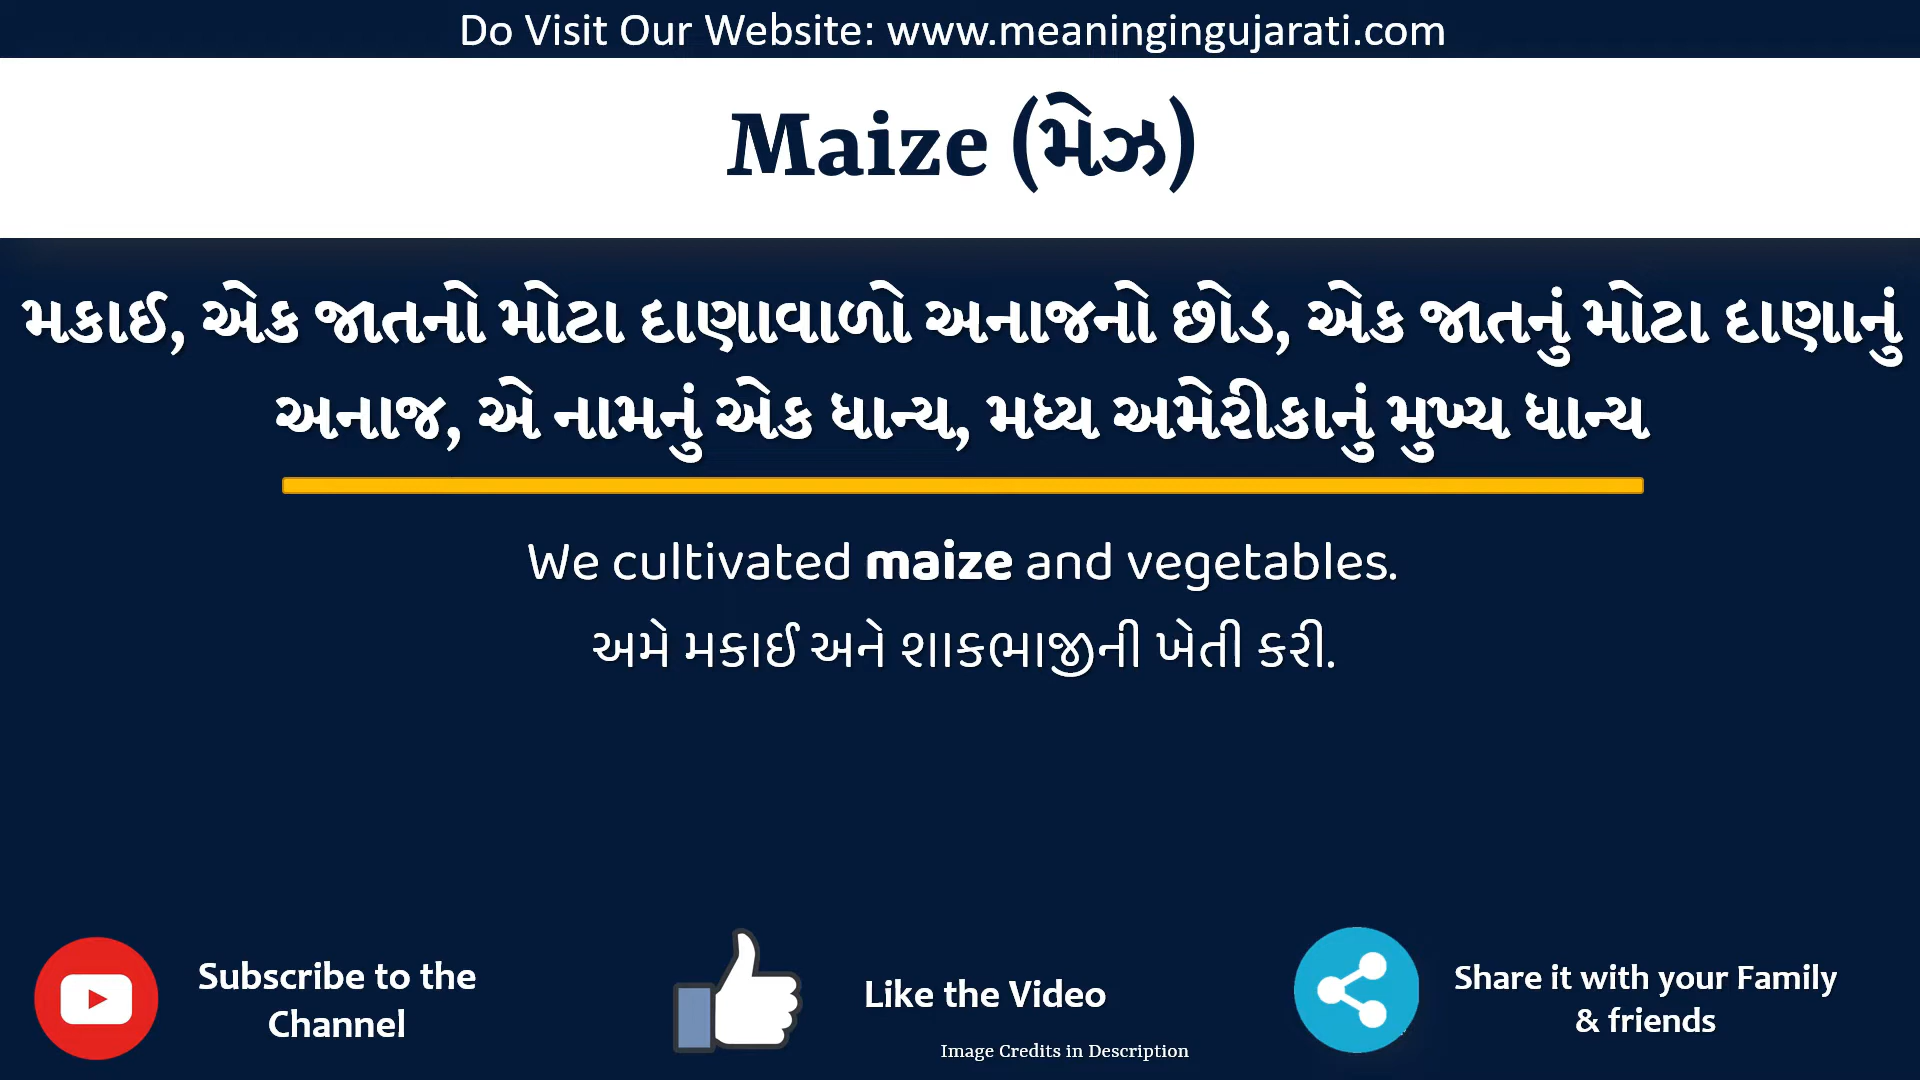 Do Visit Our Website: www.meaningingujarati.com
Maize (મેઝ)
મકાઈ, એક જાતનો મોટા દાણાવાળો અનાજનો છોડ, એક જાતનું મોટા દાણાનું
અનાજ, એ નામનું એક ધાન્ય, મધ્ય અમેરીકાનું મુખ્ય ધાન્ય
We cultivated maize and vegetables.
અમે મકાઈ અને શાકભાજીની ખેતી કરી.
Subscribe to the
Channel
Like the Video
Share it with your Family
& friends
Image Credits in Description